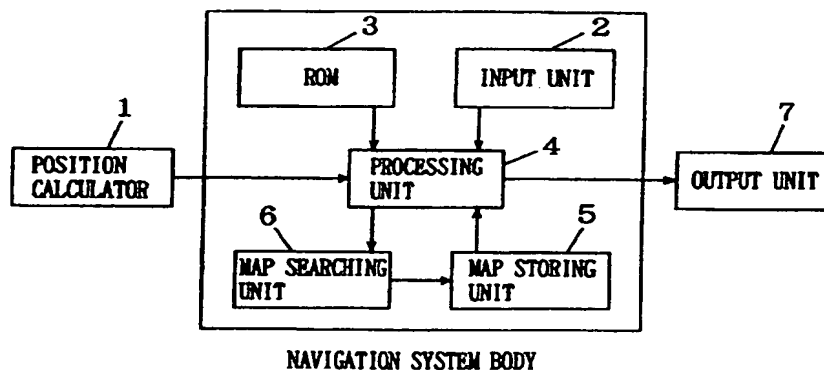 3
2
ROM
INPUT UNIT
1
4
7
POSITION
CALCULATOR
PROCESSING
UNIT
OUTPUT UNIT
6
5
MAP SEARCHING
UNIT
MAP STORING
UNIT
NAVIGATION SYSTEM BODY